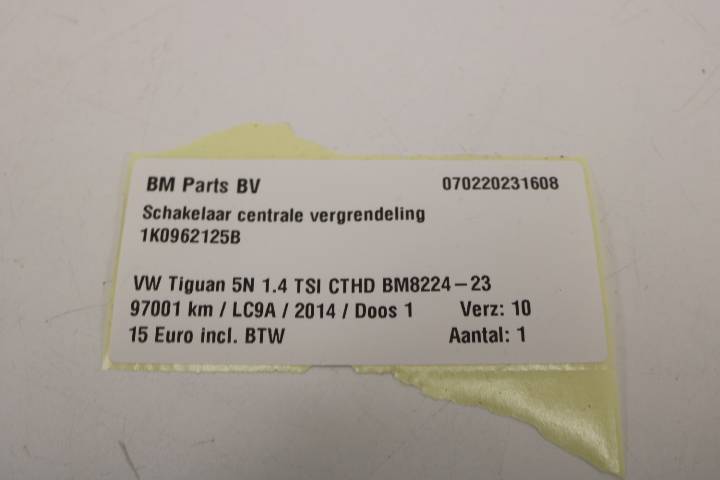 BM Parts BV 070220231608
Schakelaar centrale vergrendeling
1K0962125B
VW Tiguan 5N 1.4 TSI CTHD BM8224-23
97001 km / LC9A / 2014 / Doos 1 Verz: 10
15 Euro incl. BTW Aantal: 1